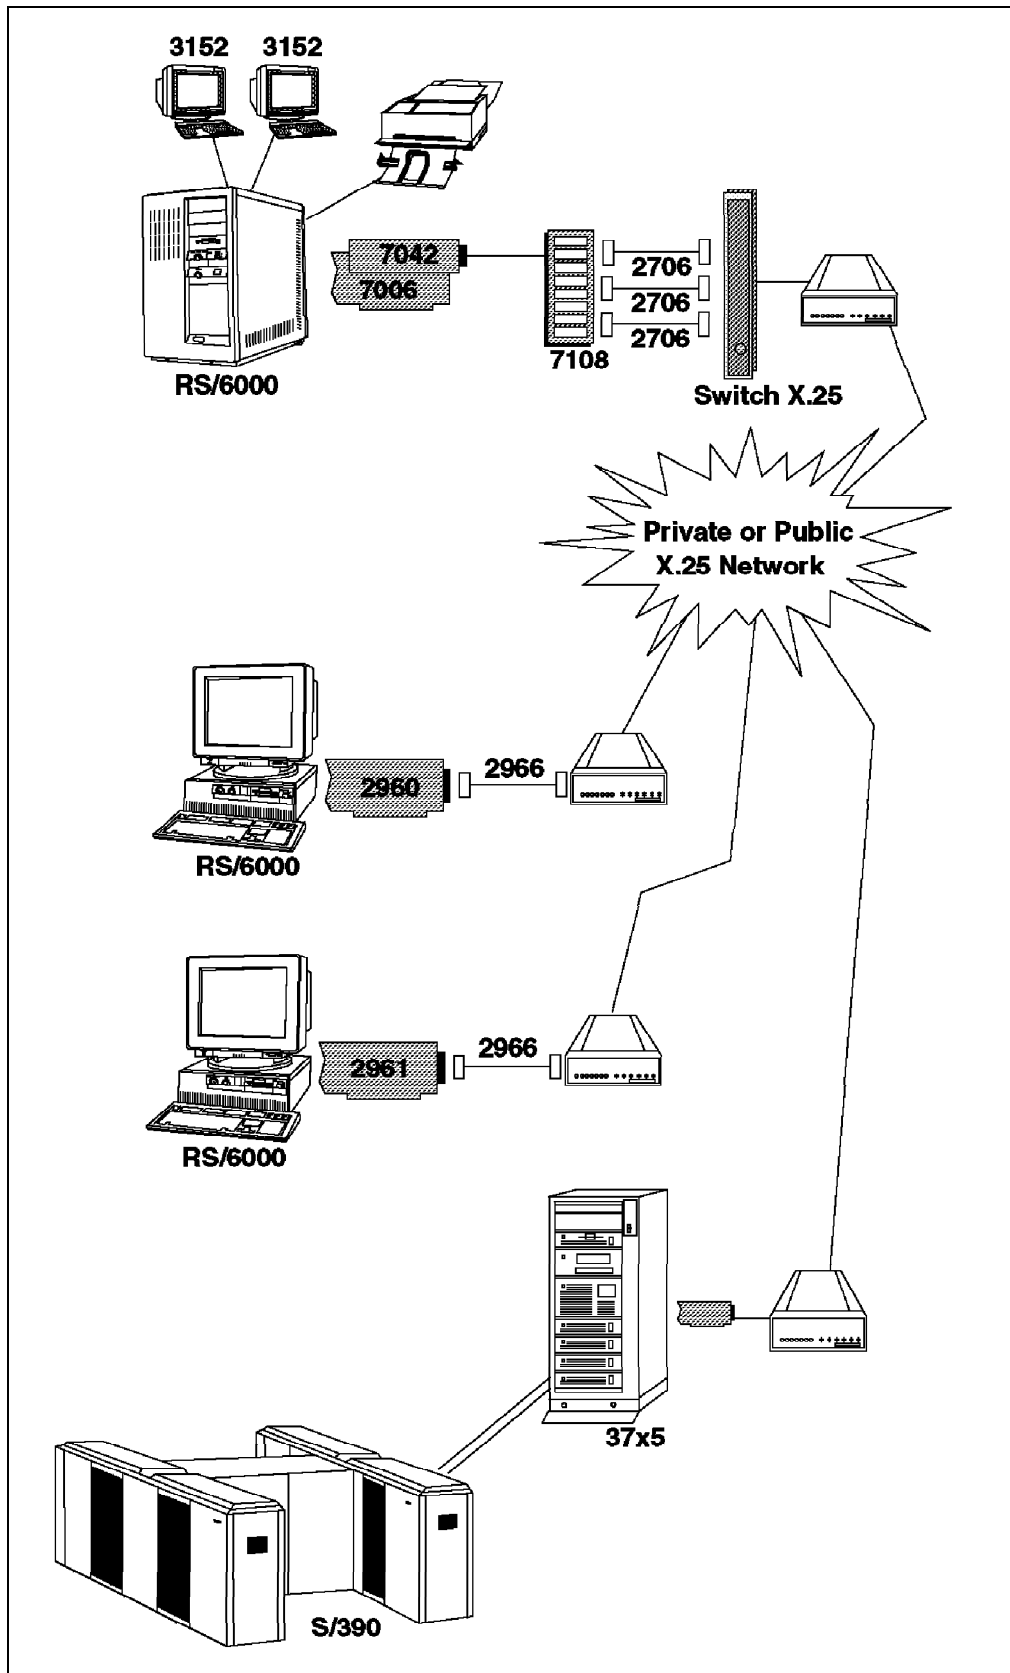 3152 3152
7042
7006
RS/6000
2706
2706
2706
7108
Switch X.25
Private or Public
X.25 Network
2960
2966
RS/6000
2961
2966
RS/6000
37x5
S/390